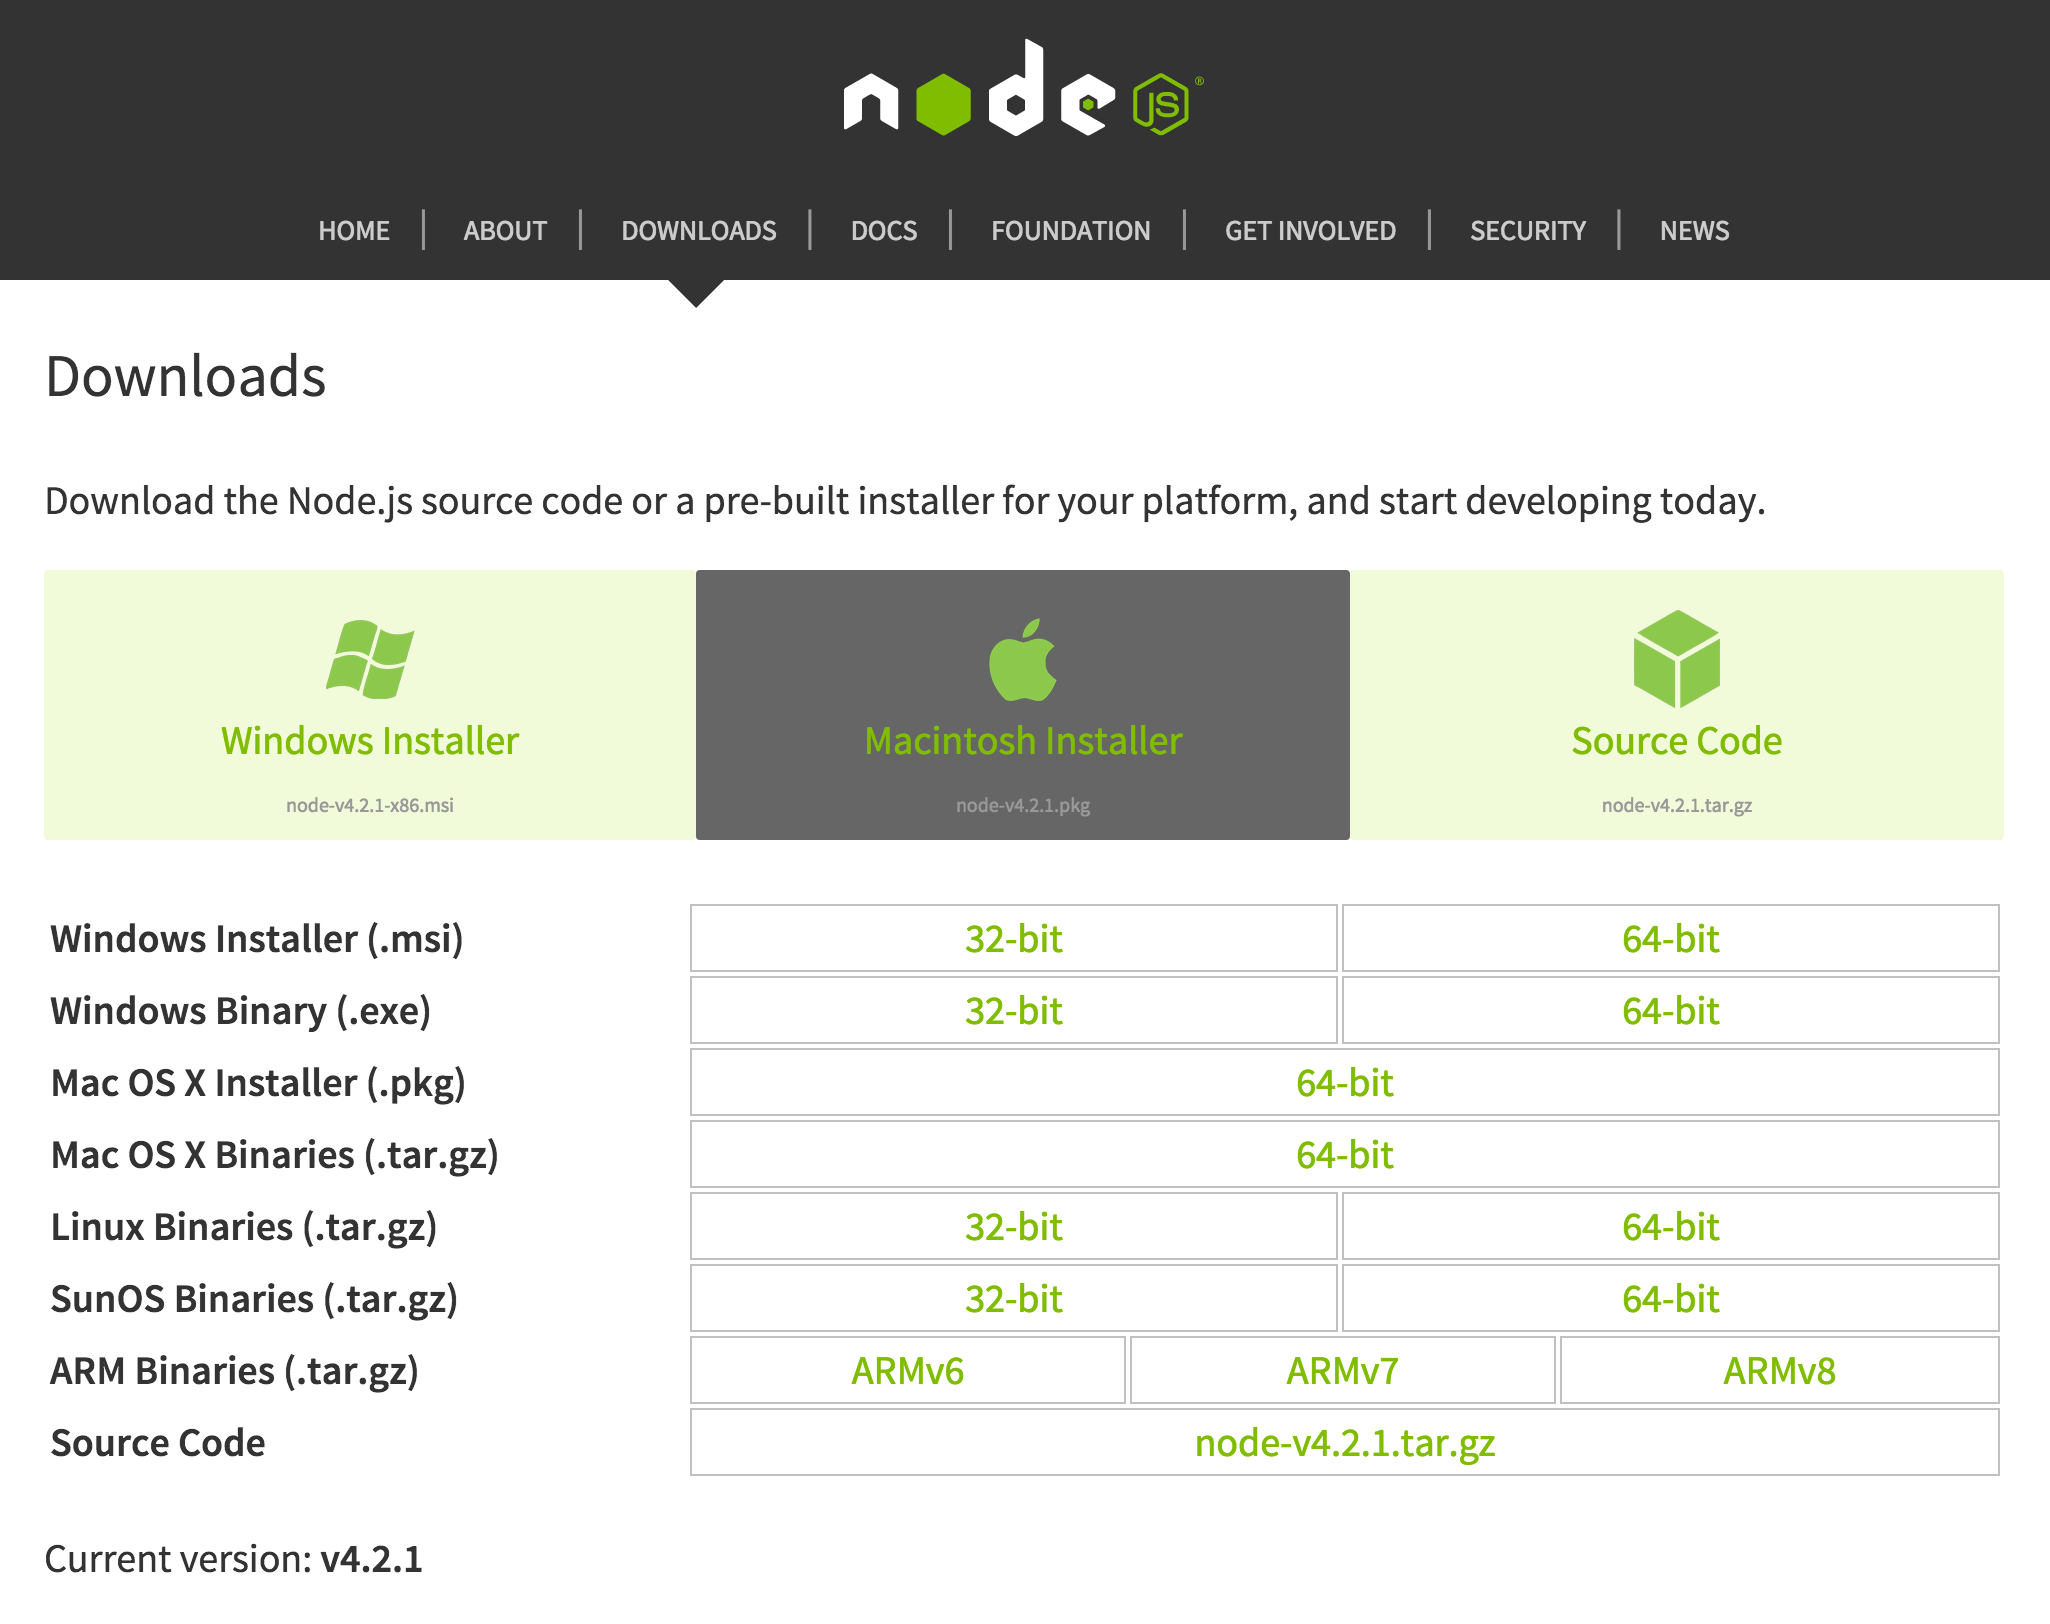 node JS ®
HOME ABOUT DOWNLOADS DOCS FOUNDATION GET INVOLVED SECURITY NEWS
Downloads
Download the Node.js source code or a pre-built installer for your platform, and start developing today.
Windows Installer Macintosh Installer Source Code
node-v4.2.1-x86.msi node-v4.2.1.pkg node-v4.2.1.tar.gz
Windows Installer (.msi) 32-bit 64-bit
Windows Binary (.exe) 32-bit 64-bit
Mac OS X Installer (.pkg) 64-bit
Mac OS X Binaries (.tar.gz) 64-bit
Linux Binaries (.tar.gz) 32-bit 64-bit
SunOS Binaries (.tar.gz) 32-bit 64-bit
ARM Binaries (.tar.gz) ARMv6 ARMv7 ARMv8
Source Code node-v4.2.1.tar.gz
Current version: v4.2.1